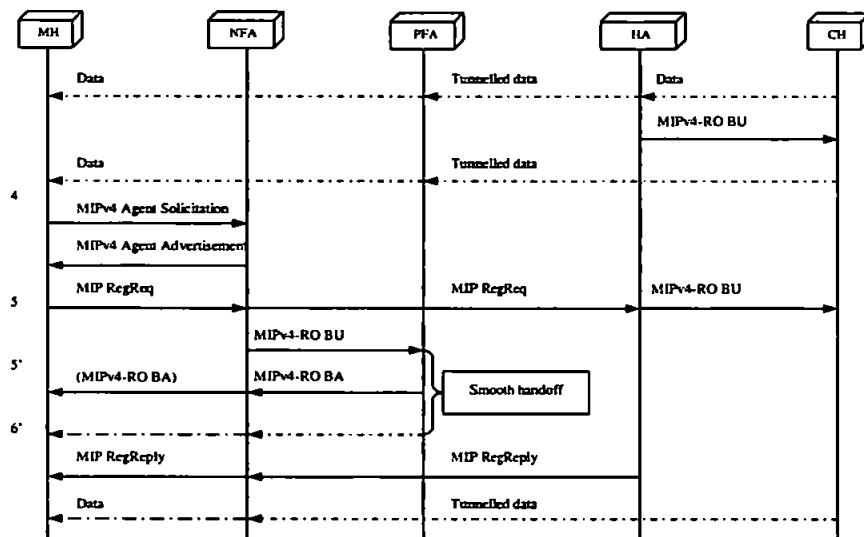 MH NFA PFA HA CH
Data Tunnelled data Data
MIPv4-RO BU
Data Tunnelled data
4
MIPv4 Agent Solicitation
MIPv4 Agent Advertisement
MIP RegReq MIP RegReq MIPv4-RO BU
5
MIPv4-RO BU
5'
(MIPv4-RO BA) MIPv4-RO BA Smooth handoff
6'
MIP RegReply MIP RegReply
Data Tunnelled data